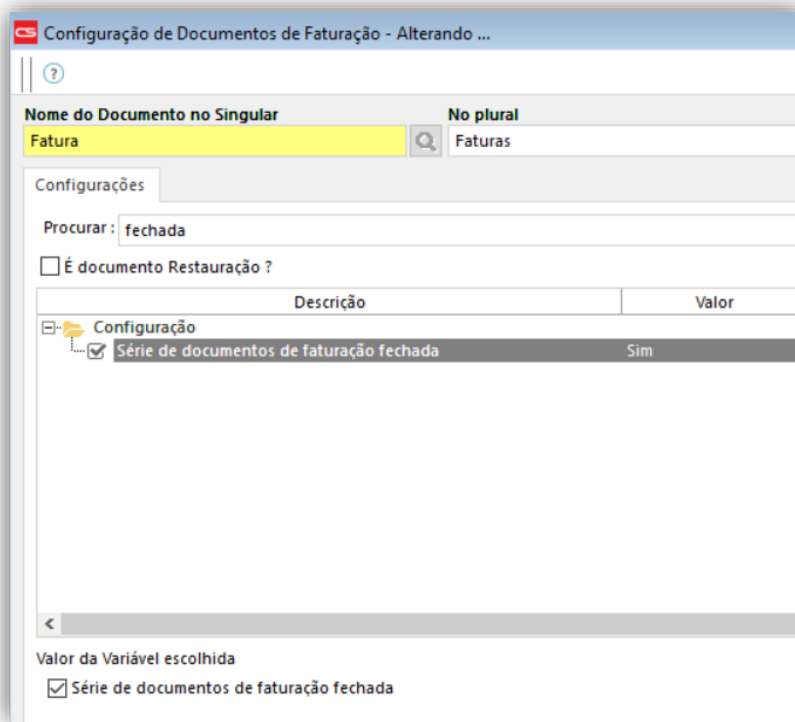 CS Configuração de Documentos de Faturação - Alterando ...
?
Nome do Documento no Singular No plural
Fatura Faturas
Configurações
Procurar : fechada
É documento Restauração ?
Descrição Valor
Configuração
Série de documentos de faturação fechada Sim
Valor da Variável escolhida
Série de documentos de faturação fechada